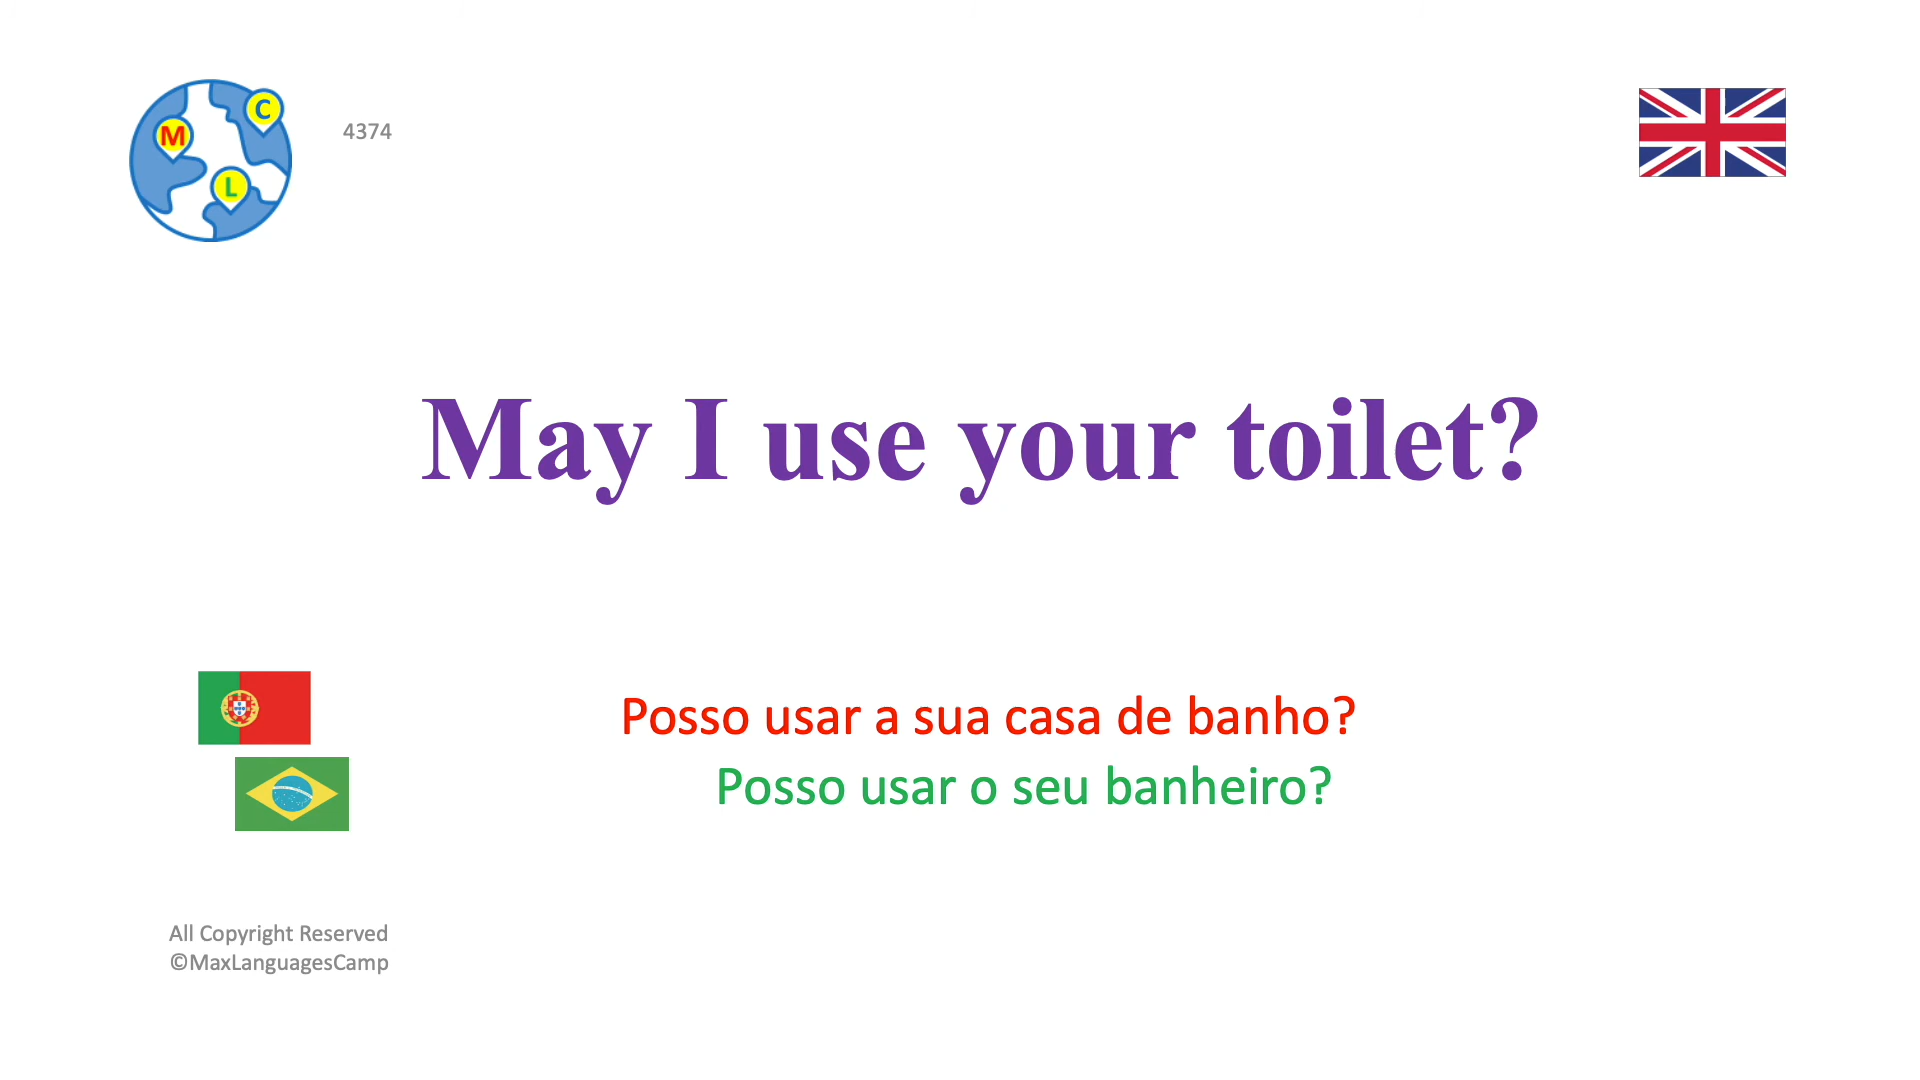 M
C
L
4374
May I use your toilet?
Posso usar a sua casa de banho?
Posso usar o seu banheiro?
All Copyright Reserved
©MaxLanguagesCamp